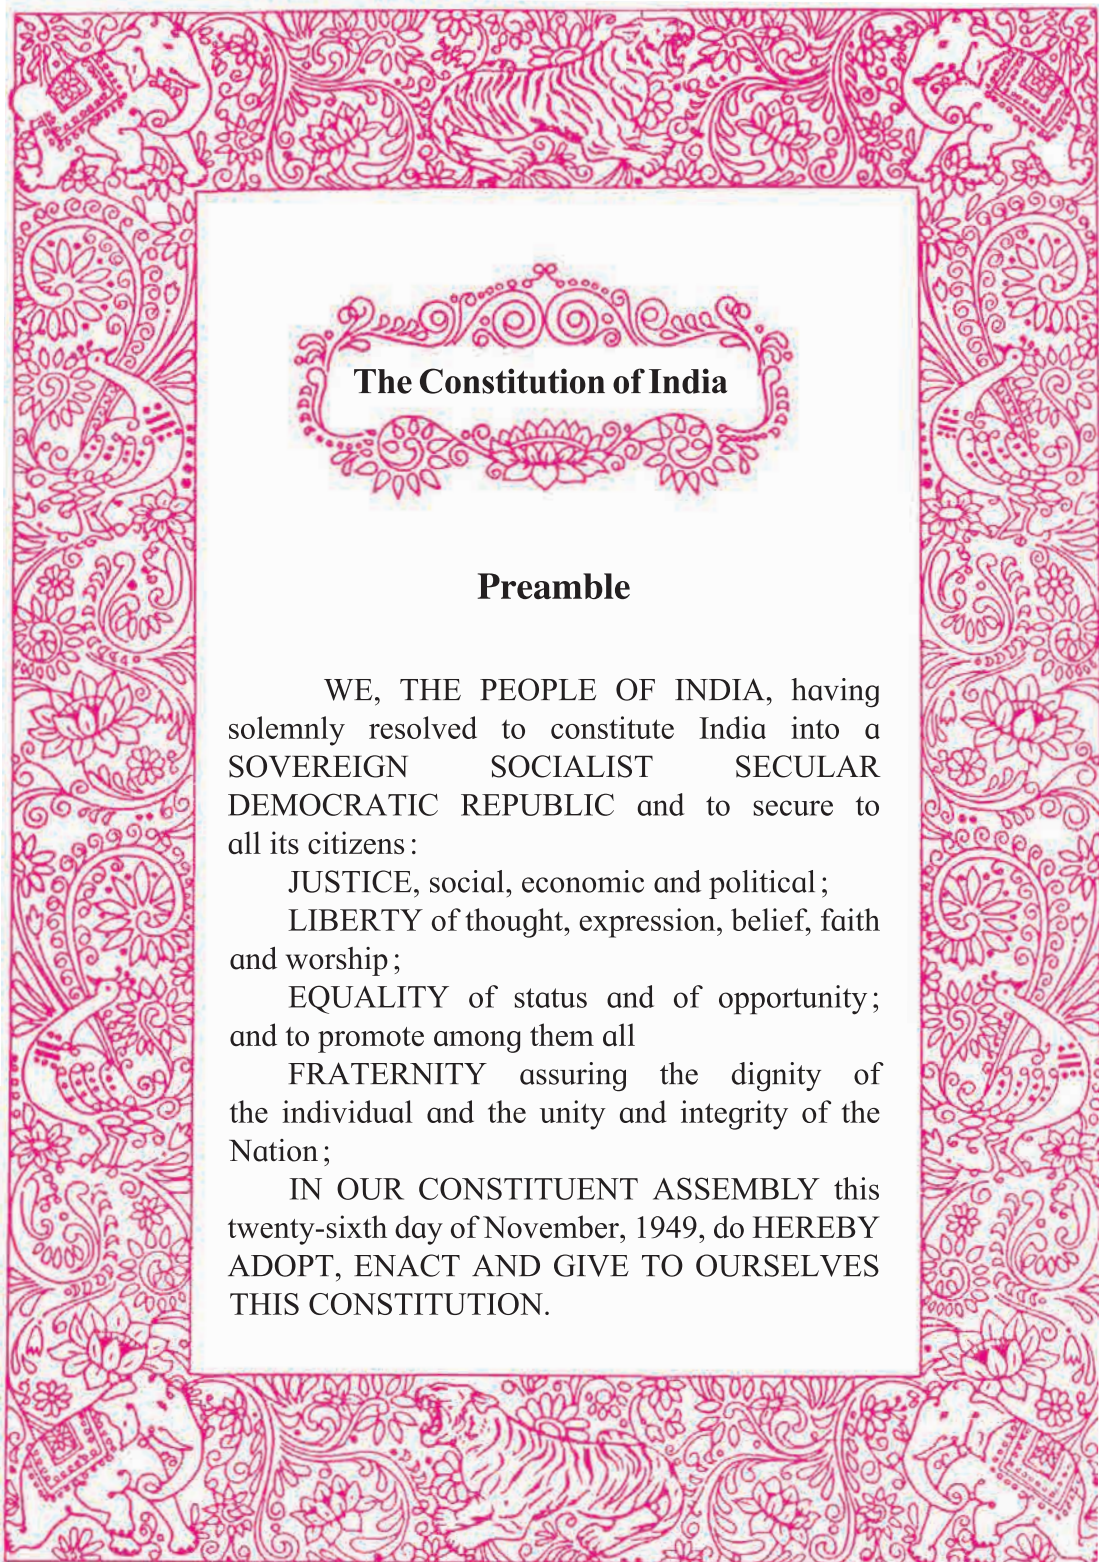 The Constitution of India
Preamble
WE, THE PEOPLE OF INDIA, having
solemnly resolved to constitute India into a
SOVEREIGN SOCIALIST SECULAR
DEMOCRATIC REPUBLIC and to secure to
all its citizens :
JUSTICE, social, economic and political ;
LIBERTY of thought, expression, belief, faith
and worship ;
EQUALITY of status and of opportunity ;
and to promote among them all
FRATERNITY assuring the dignity of
the individual and the unity and integrity of the
Nation ;
IN OUR CONSTITUENT ASSEMBLY this
twenty-sixth day of November, 1949, do HEREBY
ADOPT, ENACT AND GIVE TO OURSELVES
THIS CONSTITUTION.